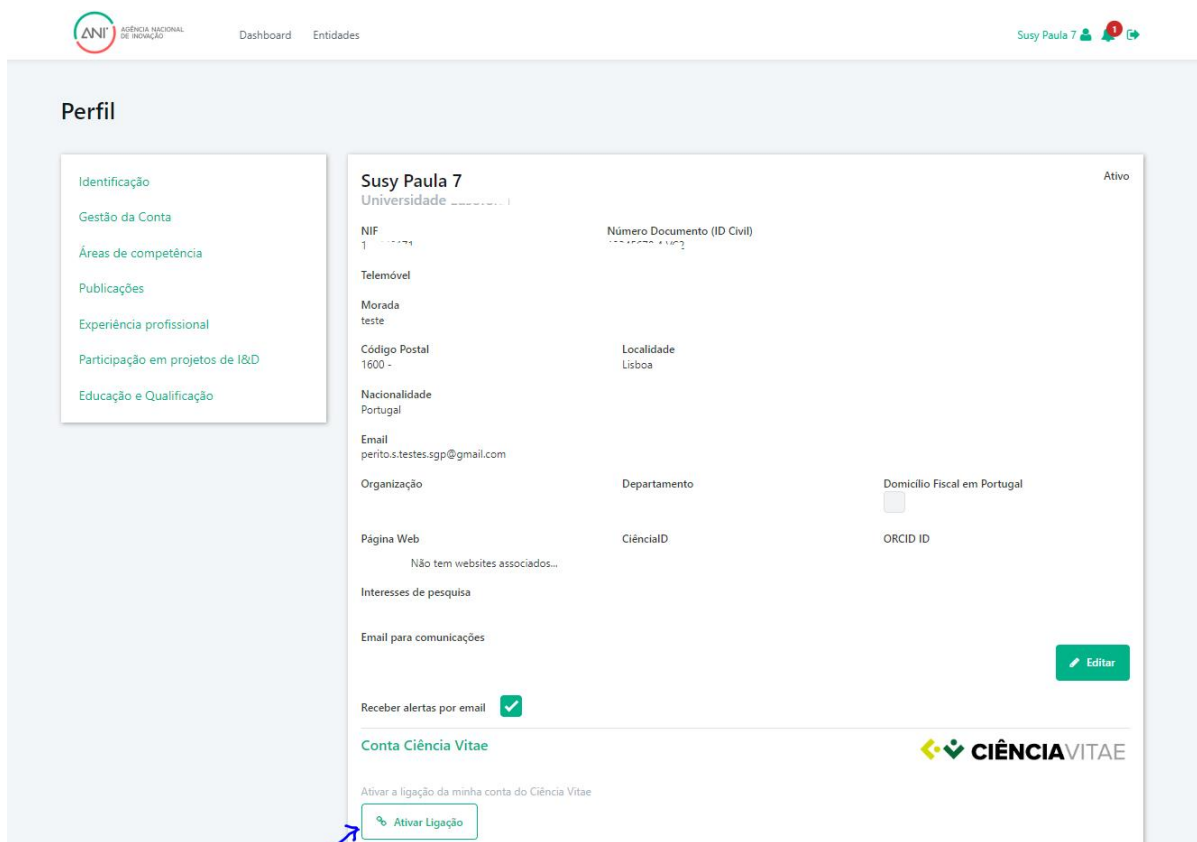 ANI AGÊNCIA NACIONAL
DE INOVAÇÃO
Dashboard Entidades
Susy Paula 7 1
Perfil
Identificação
Gestão da Conta
Áreas de competência
Publicações
Experiência profissional
Participação em projetos de I&D
Educação e Qualificação
Susy Paula 7 Ativo
Universidade
NIF Número Documento (ID Civil)
Telemóvel
Morada
teste
Código Postal Localidade
1600 - Lisboa
Nacionalidade
Portugal
Email
perito.s.testes.sgp@gmail.com
Organização Departamento Domicílio Fiscal em Portugal
Página Web CiênciaID ORCID ID
Não tem websites associados...
Interesses de pesquisa
Email para comunicações
Editar
Receber alertas por email
Conta Ciência Vitae CIÊNCIAVITAE
Ativar a ligação da minha conta do Ciência Vitae
Ativar Ligação